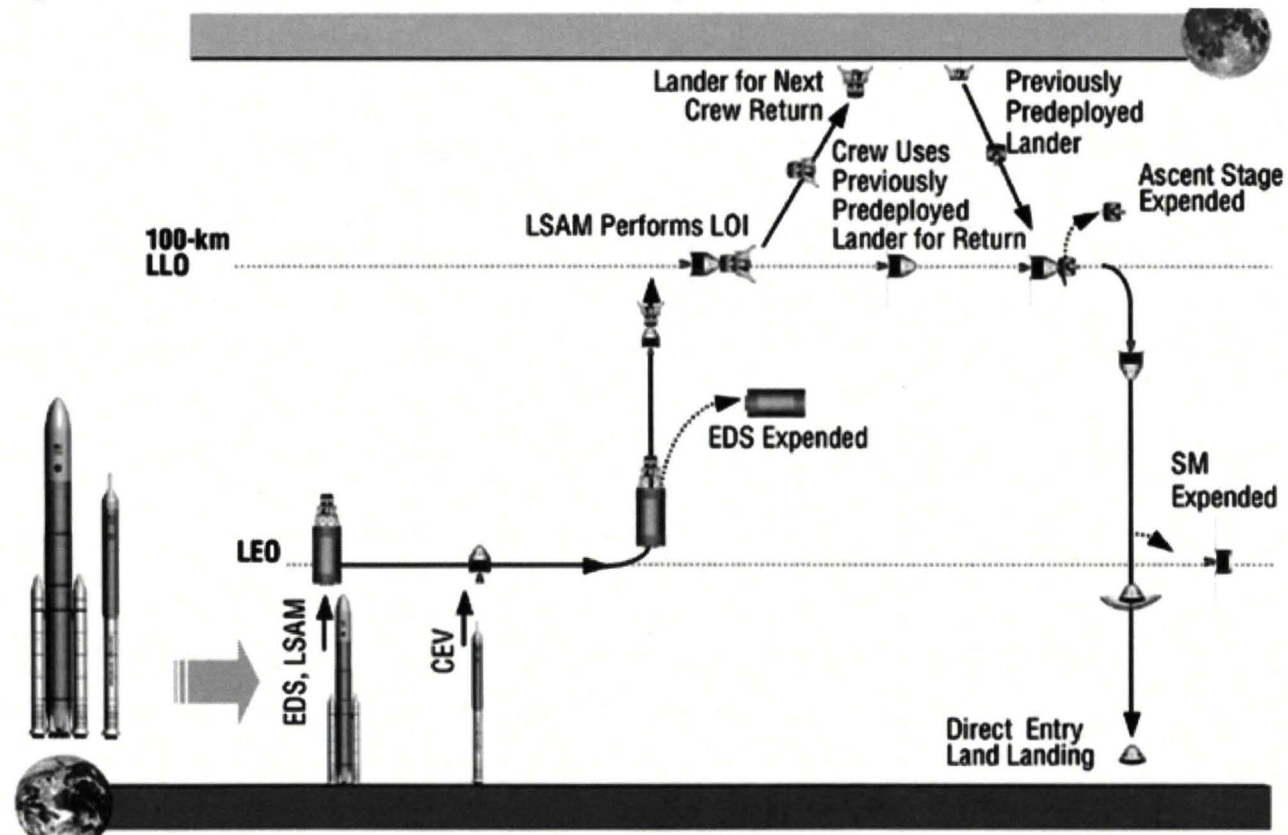 Lander for Next
Crew Return
Previously
Predeployed
Lander
Crew Uses
Previously
Predeployed
Lander for Return
Ascent Stage
Expended
LSAM Performs LOI
100-km
LLO
EDS Expended
SM
Expended
LEO
EDS, LSAM
CEV
Direct Entry
Land Landing